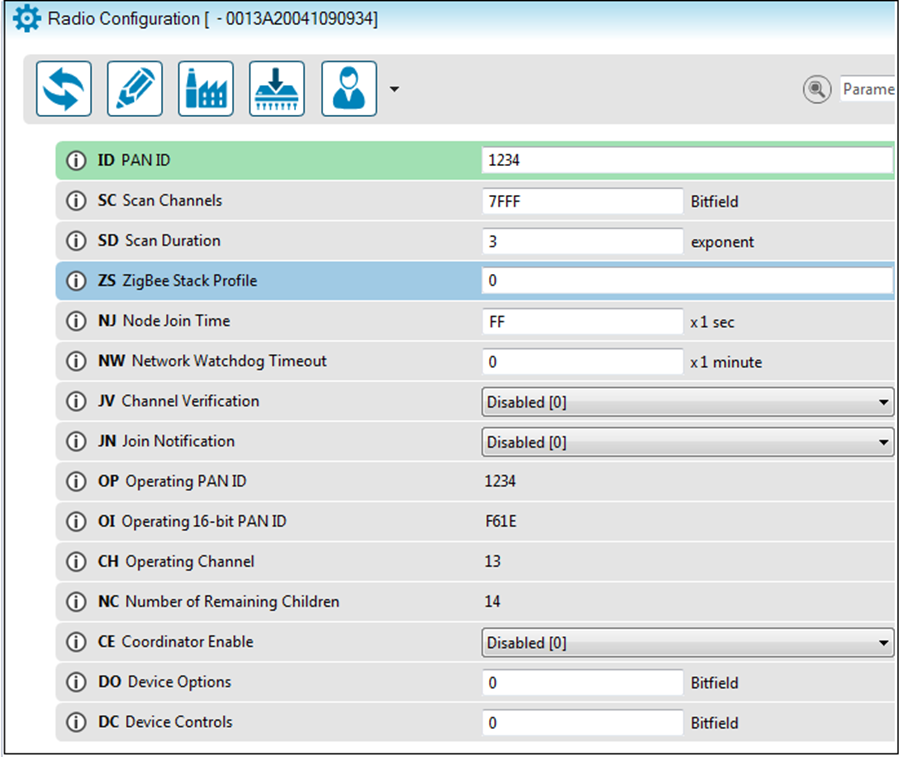 Radio Configuration [ - 0013A20041090934]
Parame
ID PAN ID 1234
SC Scan Channels 7FFF Bitfield
SD Scan Duration 3 exponent
ZS ZigBee Stack Profile 0
NJ Node Join Time FF x 1 sec
NW Network Watchdog Timeout 0 x 1 minute
JV Channel Verification Disabled [0]
JN Join Notification Disabled [0]
OP Operating PAN ID 1234
OI Operating 16-bit PAN ID F61E
CH Operating Channel 13
NC Number of Remaining Children 14
CE Coordinator Enable Disabled [0]
DO Device Options 0 Bitfield
DC Device Controls 0 Bitfield